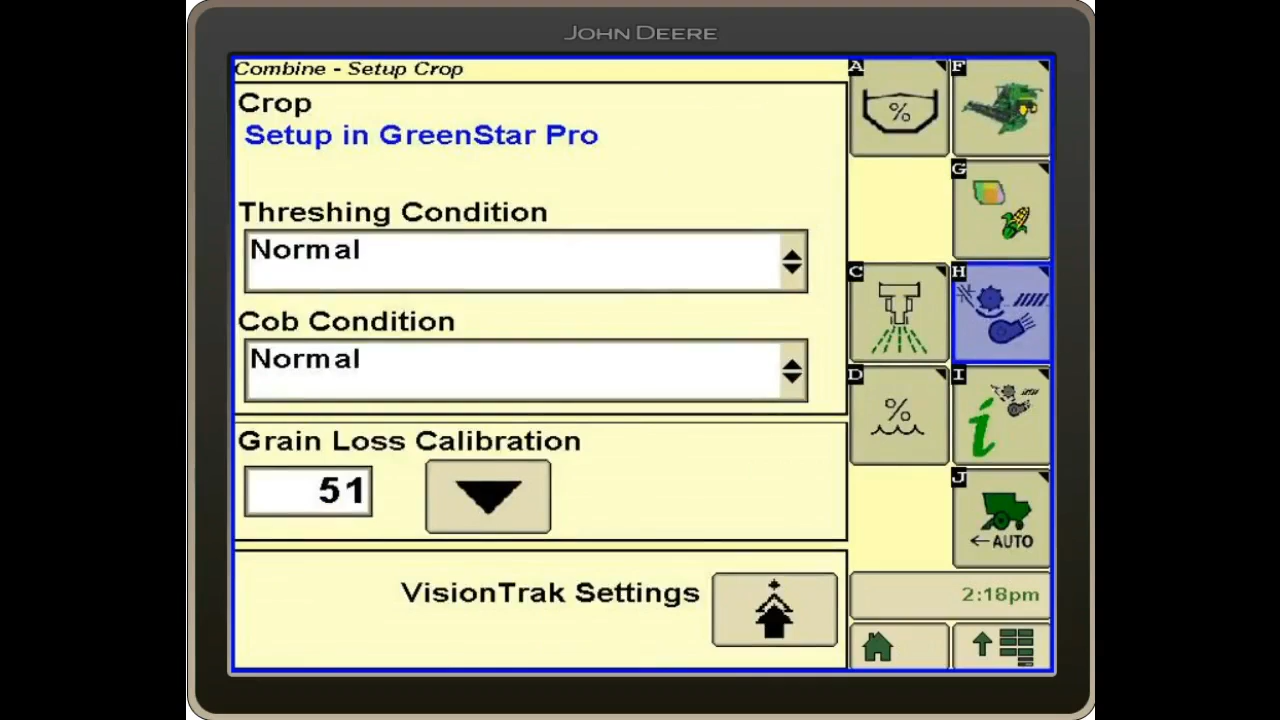 JOHN DEERE
Combine - Setup Crop
Crop
Setup in GreenStar Pro
Threshing Condition
Normal
Cob Condition
Normal
Grain Loss Calibration
51
VisionTrak Settings
A
%
F
G
C
H
D
%
I
i
J
←AUTO
2:18pm